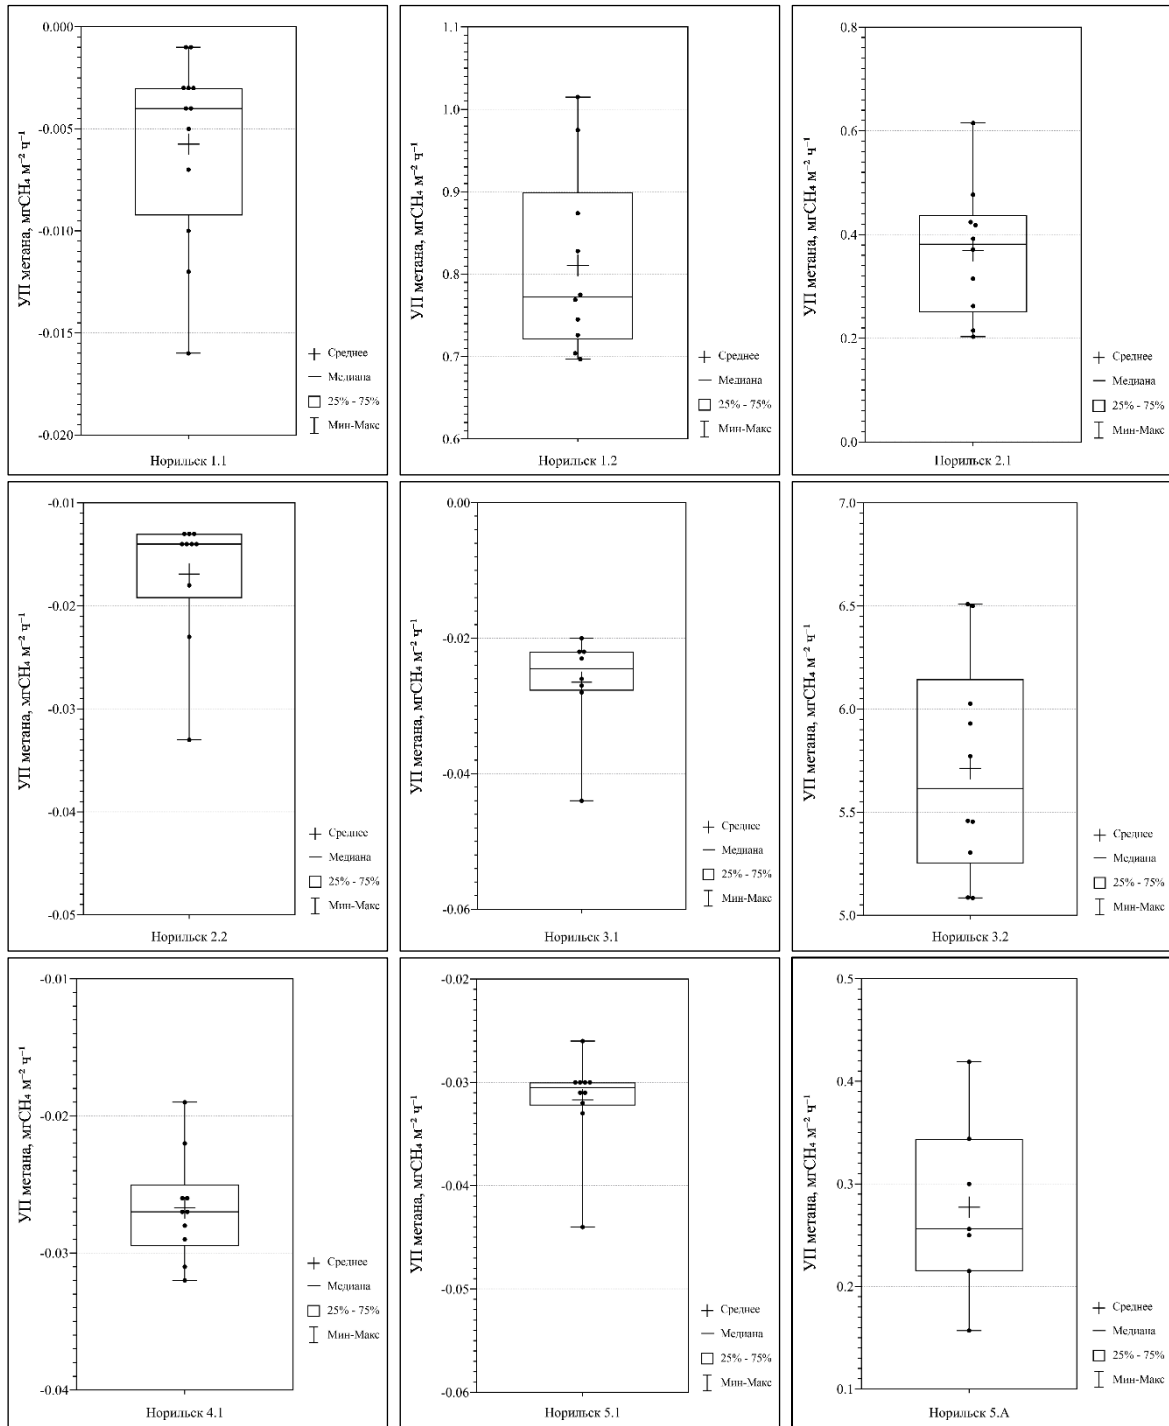 УП метана, мгCH₄ м⁻² ч⁻¹
0.000
-0.005
-0.010
-0.015
-0.020
Среднее
Медиана
25% - 75%
Мин-Макс
Норильск 1.1
УП метана, мгCH₄ м⁻² ч⁻¹
1.1
1.0
0.9
0.8
0.7
0.6
Среднее
Медиана
25% - 75%
Мин-Макс
Норильск 1.2
УП метана, мгCH₄ м⁻² ч⁻¹
0.8
0.6
0.4
0.2
0.0
Среднее
Медиана
25% - 75%
Мин-Макс
Норильск 2.1
УП метана, мгCH₄ м⁻² ч⁻¹
-0.01
-0.02
-0.03
-0.04
-0.05
Среднее
Медиана
25% - 75%
Мин-Макс
Норильск 2.2
УП метана, мгCH₄ м⁻² ч⁻¹
0.00
-0.02
-0.04
-0.06
Среднее
Медиана
25% - 75%
Мин-Макс
Норильск 3.1
УП метана, мгCH₄ м⁻² ч⁻¹
7.0
6.5
6.0
5.5
5.0
Среднее
Медиана
25% - 75%
Мин-Макс
Норильск 3.2
УП метана, мгCH₄ м⁻² ч⁻¹
-0.01
-0.02
-0.03
-0.04
Среднее
Медиана
25% - 75%
Мин-Макс
Норильск 4.1
УП метана, мгCH₄ м⁻² ч⁻¹
-0.02
-0.03
-0.04
-0.05
-0.06
Среднее
Медиана
25% - 75%
Мин-Макс
Норильск 5.1
УП метана, мгCH₄ м⁻² ч⁻¹
0.5
0.4
0.3
0.2
0.1
Среднее
Медиана
25% - 75%
Мин-Макс
Норильск 5.А